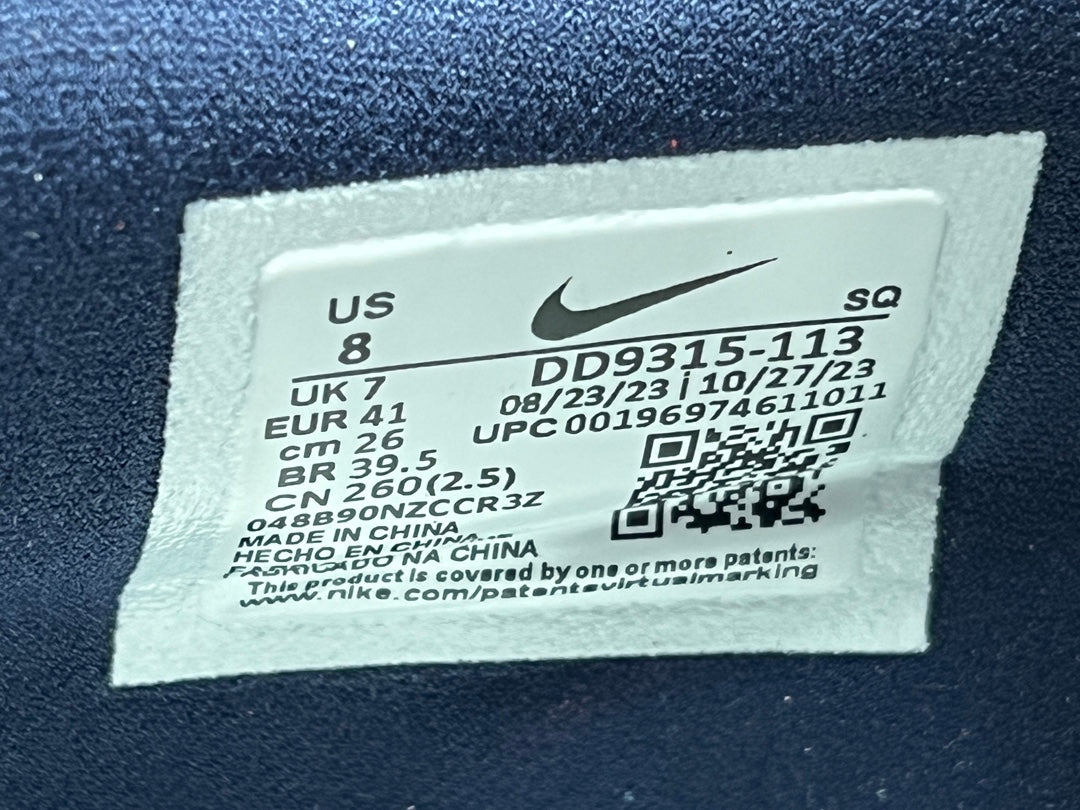 US
8
SQ
DD9315-113
UK 7
08/23/23 | 10/27/23
EUR 41
UPC 00196974611011
cm 26
BR 39.5
CN 260(2.5)
048B90NZCCR3Z
MADE IN CHINA
HECHO EN CHINA
FABRICADO NA CHINA
This product is covered by one or more patents:
www.nike.com/patentsvirtualmarking